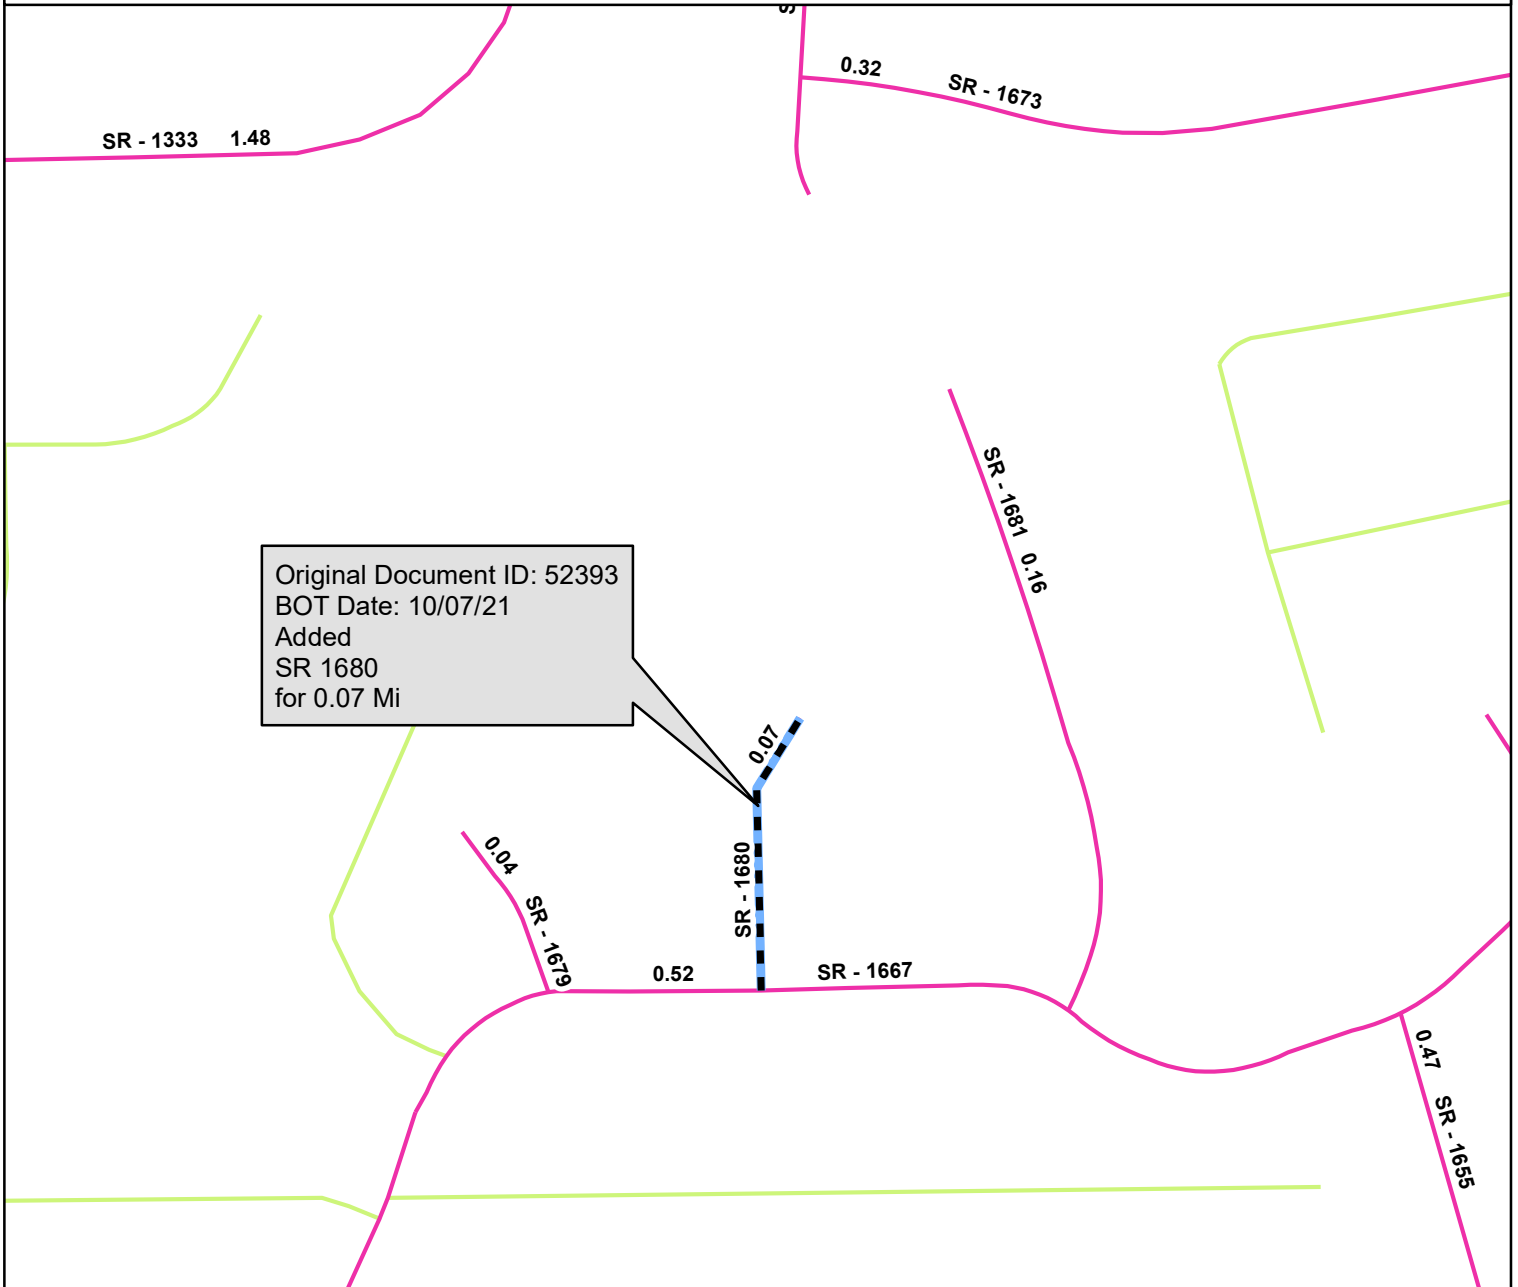 0.32
SR - 1673
SR - 1333 1.48
SR - 1681 0.16
Original Document ID: 52393
BOT Date: 10/07/21
Added
SR 1680
for 0.07 Mi
0.07
SR - 1680
0.04 SR - 1679
0.52
SR - 1667
0.47 SR - 1655